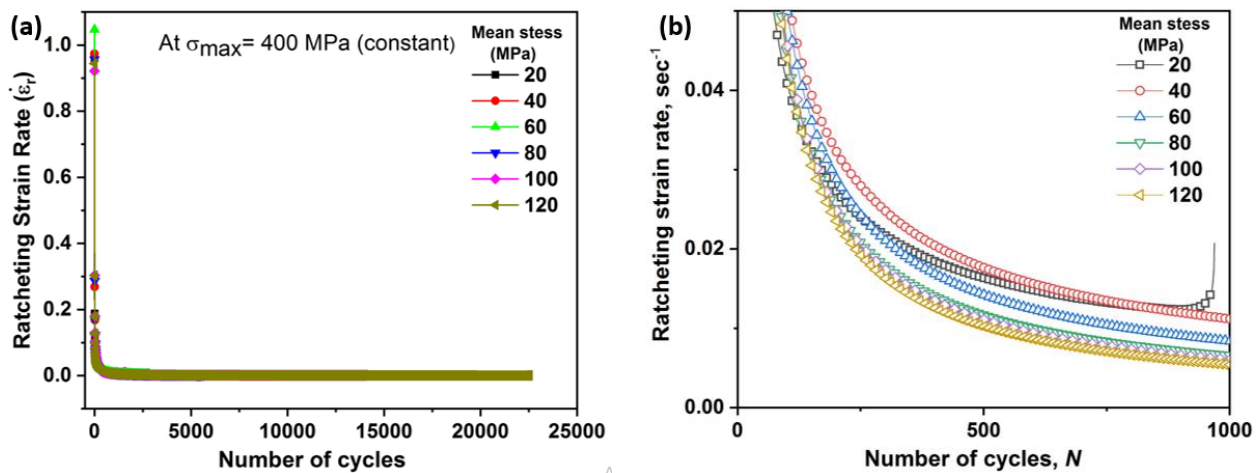 (a)
At σmax= 400 MPa (constant)
Mean stess
(MPa)
20
40
60
80
100
120
Ratcheting Strain Rate (ε̇r)
1.0
0.8
0.6
0.4
0.2
0.0
0
5000
10000
15000
20000
25000
Number of cycles
(b)
Mean stess
(MPa)
20
40
60
80
100
120
Ratcheting strain rate, sec⁻¹
0.04
0.02
0.00
0
500
1000
Number of cycles, N